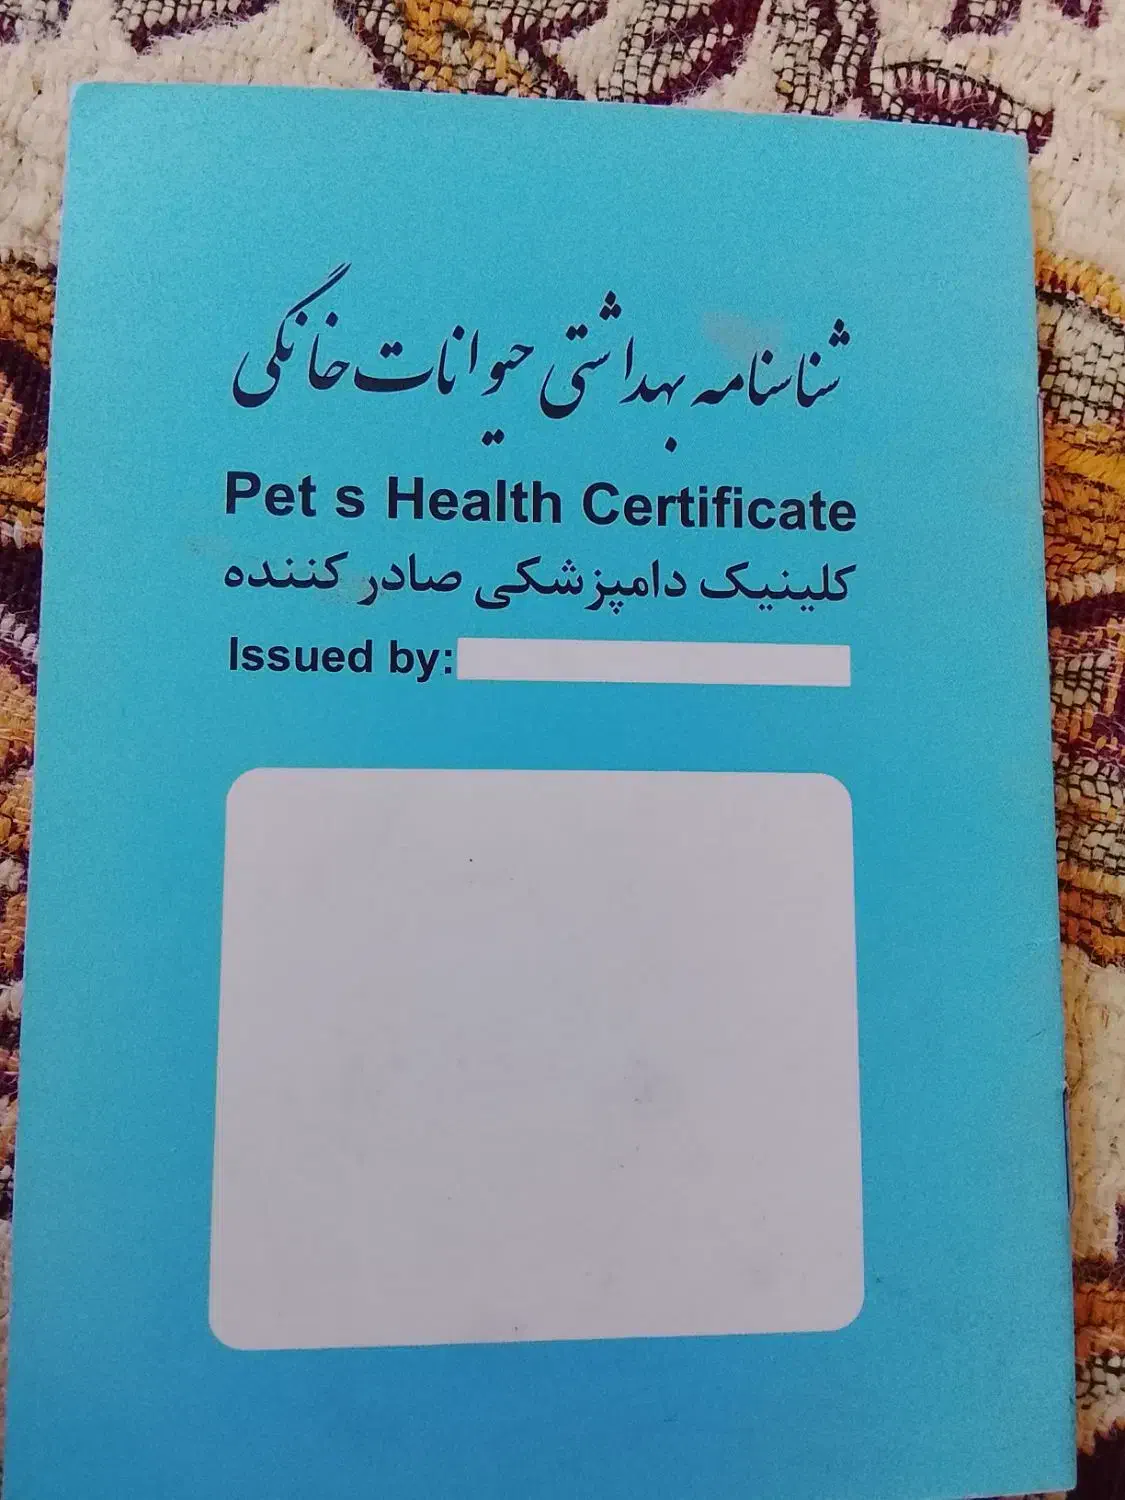 شناسنامه بهداشتی حیوانات خانگی
Pet s Health Certificate
کلینیک دامپزشکی صادر کننده
Issued by: